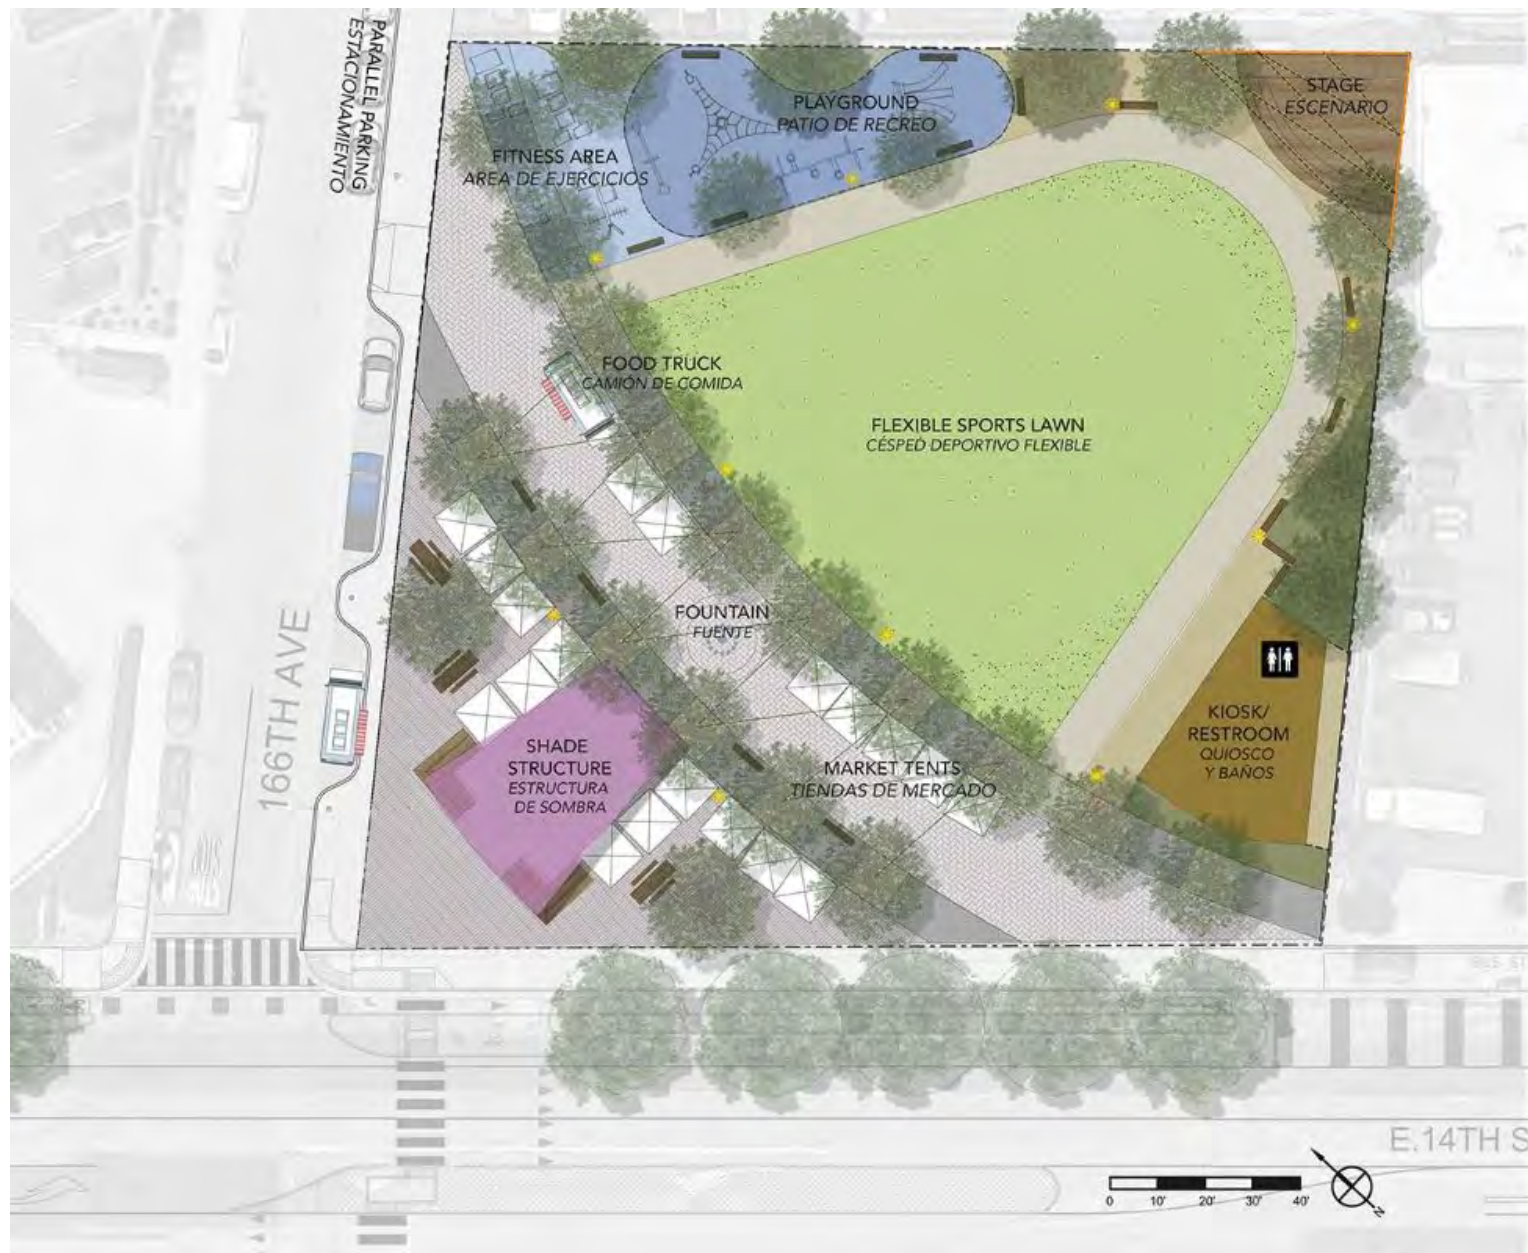 PARALLEL PARKING
ESTACIONAMIENTO
STAGE
ESCENARIO
PLAYGROUND
PATIO DE RECREO
FITNESS AREA
AREA DE EJERCICIOS
FOOD TRUCK
CAMIÓN DE COMIDA
FLEXIBLE SPORTS LAWN
CÉSPED DEPORTIVO FLEXIBLE
FOUNTAIN
FUENTE
166TH AVE
KIOSK/
RESTROOM
QUIOSCO
Y BAÑOS
SHADE
STRUCTURE
ESTRUCTURA
DE SOMBRA
MARKET TENTS
TIENDAS DE MERCADO
E.14TH S
0 10' 20' 30' 40'
N